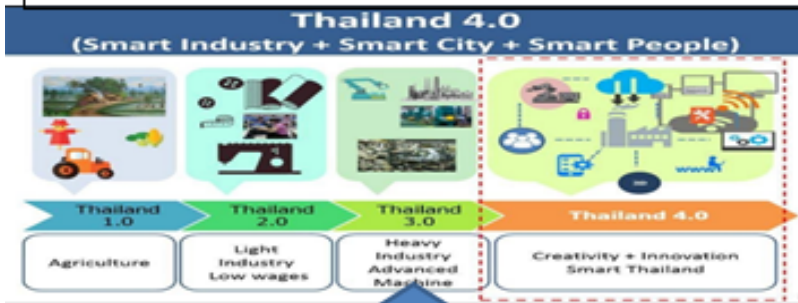 Thailand 4.0
(Smart Industry + Smart City + Smart People)
www
Thailand
1.0
Thailand
2.0
Thailand
3.0
Thailand 4.0
Agriculture
Light
Industry
Low wages
Heavy
Industry
Advanced
Machine
Creativity + Innovation
Smart Thailand